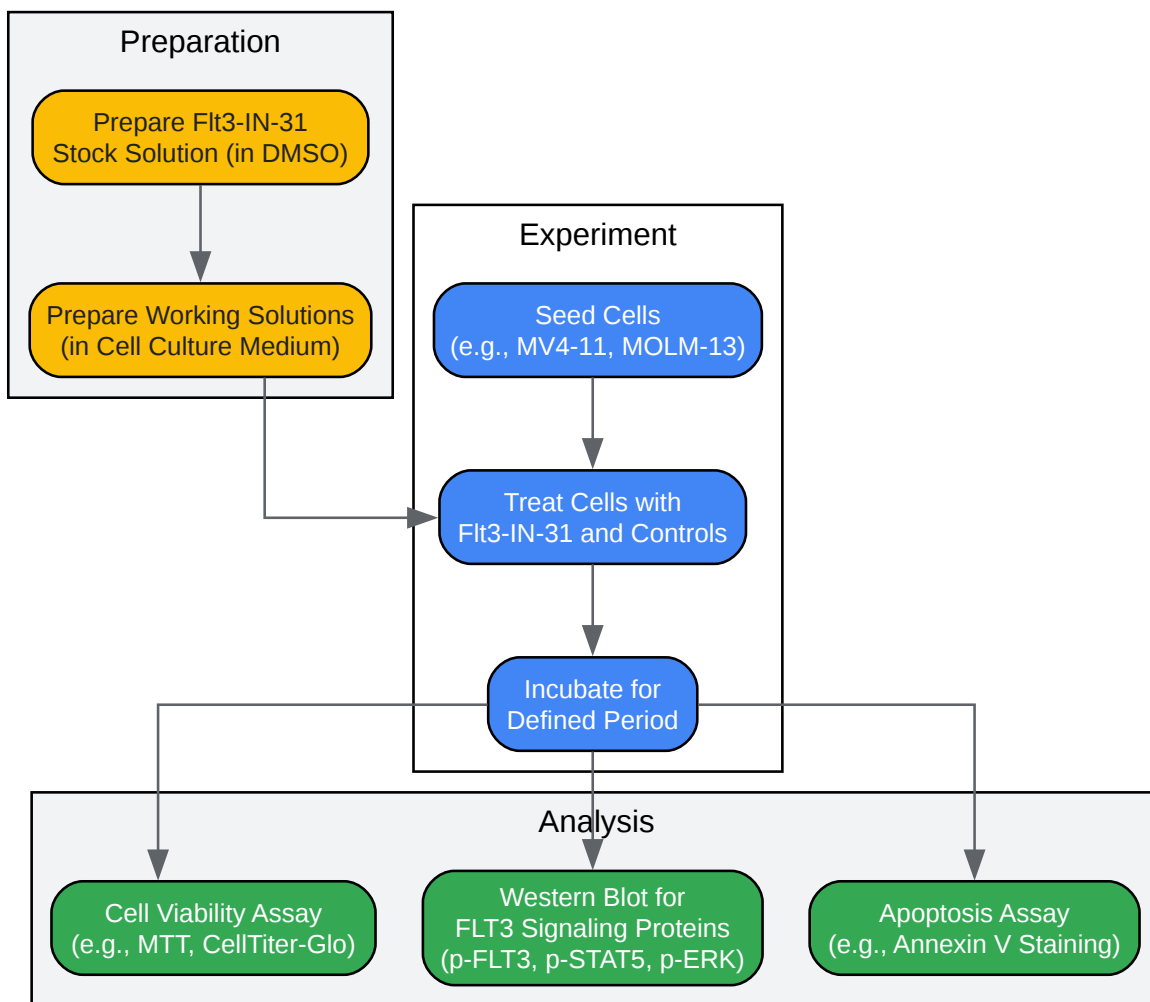 Preparation
Prepare Flt3-IN-31
Stock Solution (in DMSO)
Prepare Working Solutions
(in Cell Culture Medium)
Experiment
Seed Cells
(e.g., MV4-11, MOLM-13)
Treat Cells with
Flt3-IN-31 and Controls
Incubate for
Defined Period
Analysis
Cell Viability Assay
(e.g., MTT, CellTiter-Glo)
Western Blot for
FLT3 Signaling Proteins
(p-FLT3, p-STAT5, p-ERK)
Apoptosis Assay
(e.g., Annexin V Staining)